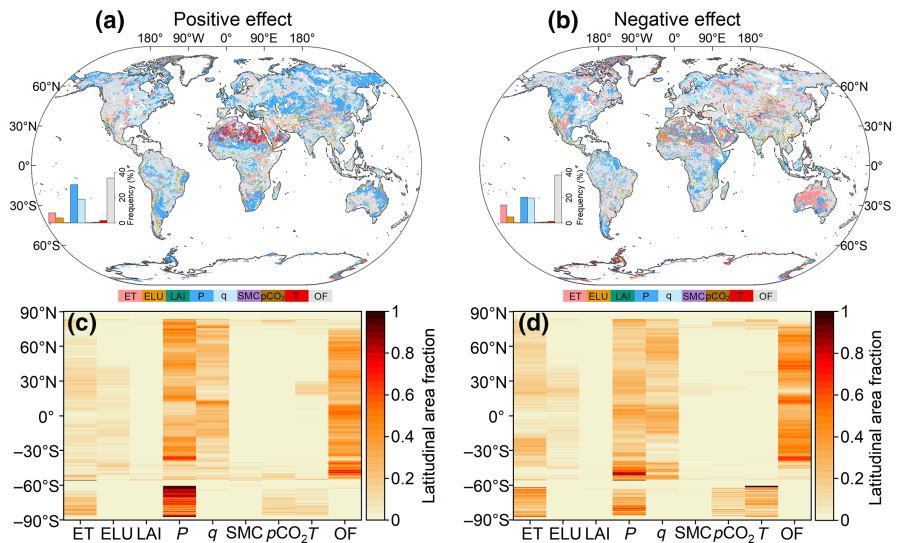 (a) Positive effect
180° 90°W 0° 90°E 180°
60°N
30°N
0°
30°S
60°S
0 20 40
Frequency (%)
ET ELU LAI P q SMC pCO₂ T OF
(b) Negative effect
180° 90°W 0° 90°E 180°
60°N
30°N
0°
30°S
60°S
0 20 40
Frequency (%)
ET ELU LAI P q SMC pCO₂ T OF
(c)
90°N
60°N
30°N
0°
–30°S
–60°S
–90°S
ET ELU LAI P q SMC pCO₂ T OF
1
0.8
0.6
0.4
0.2
0
Latitudinal area fraction
(d)
90°N
60°N
30°N
0°
–30°S
–60°S
–90°S
ET ELU LAI P q SMC pCO₂ T OF
1
0.8
0.6
0.4
0.2
0
Latitudinal area fraction